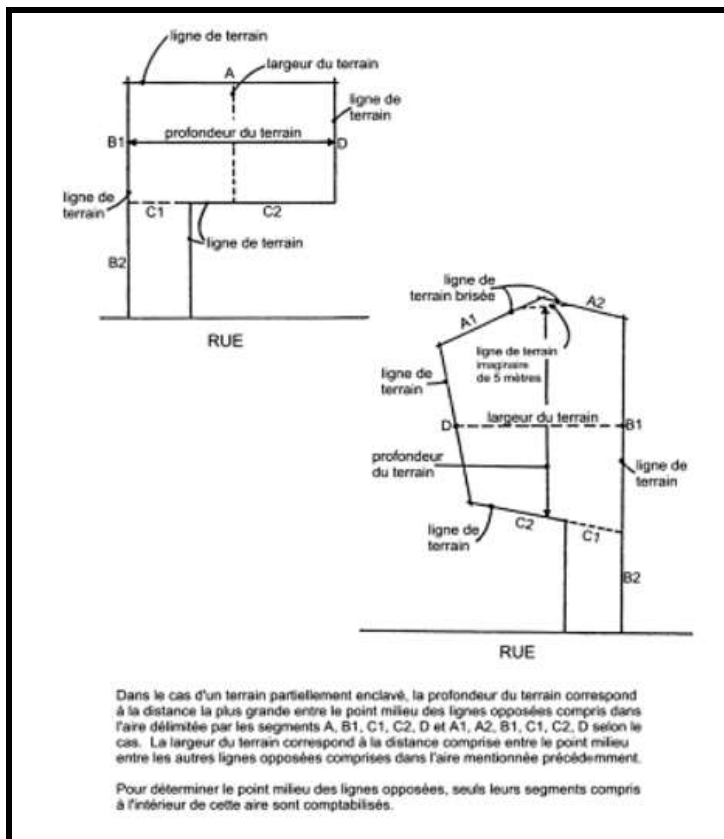 ligne de terrain
A
largeur du terrain
ligne de
terrain
B1
profondeur du terrain
D
ligne de
terrain
C1
C2
ligne de terrain
B2
RUE
ligne de
terrain brisée
A2
A1
ligne de terrain
imaginaire
de 5 mètres
ligne de
terrain
D
largeur du terrain
B1
profondeur
du terrain
ligne de
terrain
ligne de
terrain
C2
C1
B2
RUE
Dans le cas d'un terrain partiellement enclavé, la profondeur du terrain correspond
à la distance la plus grande entre le point milieu des lignes opposées compris dans
l'aire délimitée par les segments A, B1, C1, C2, D et A1, A2, B1, C1, C2, D selon le
cas. La largeur du terrain correspond à la distance comprise entre le point milieu
entre les autres lignes opposées comprises dans l'aire mentionnée précédemment.
Pour déterminer le point milieu des lignes opposées, seuls leurs segments compris
à l'intérieur de cette aire sont comptabilisés.